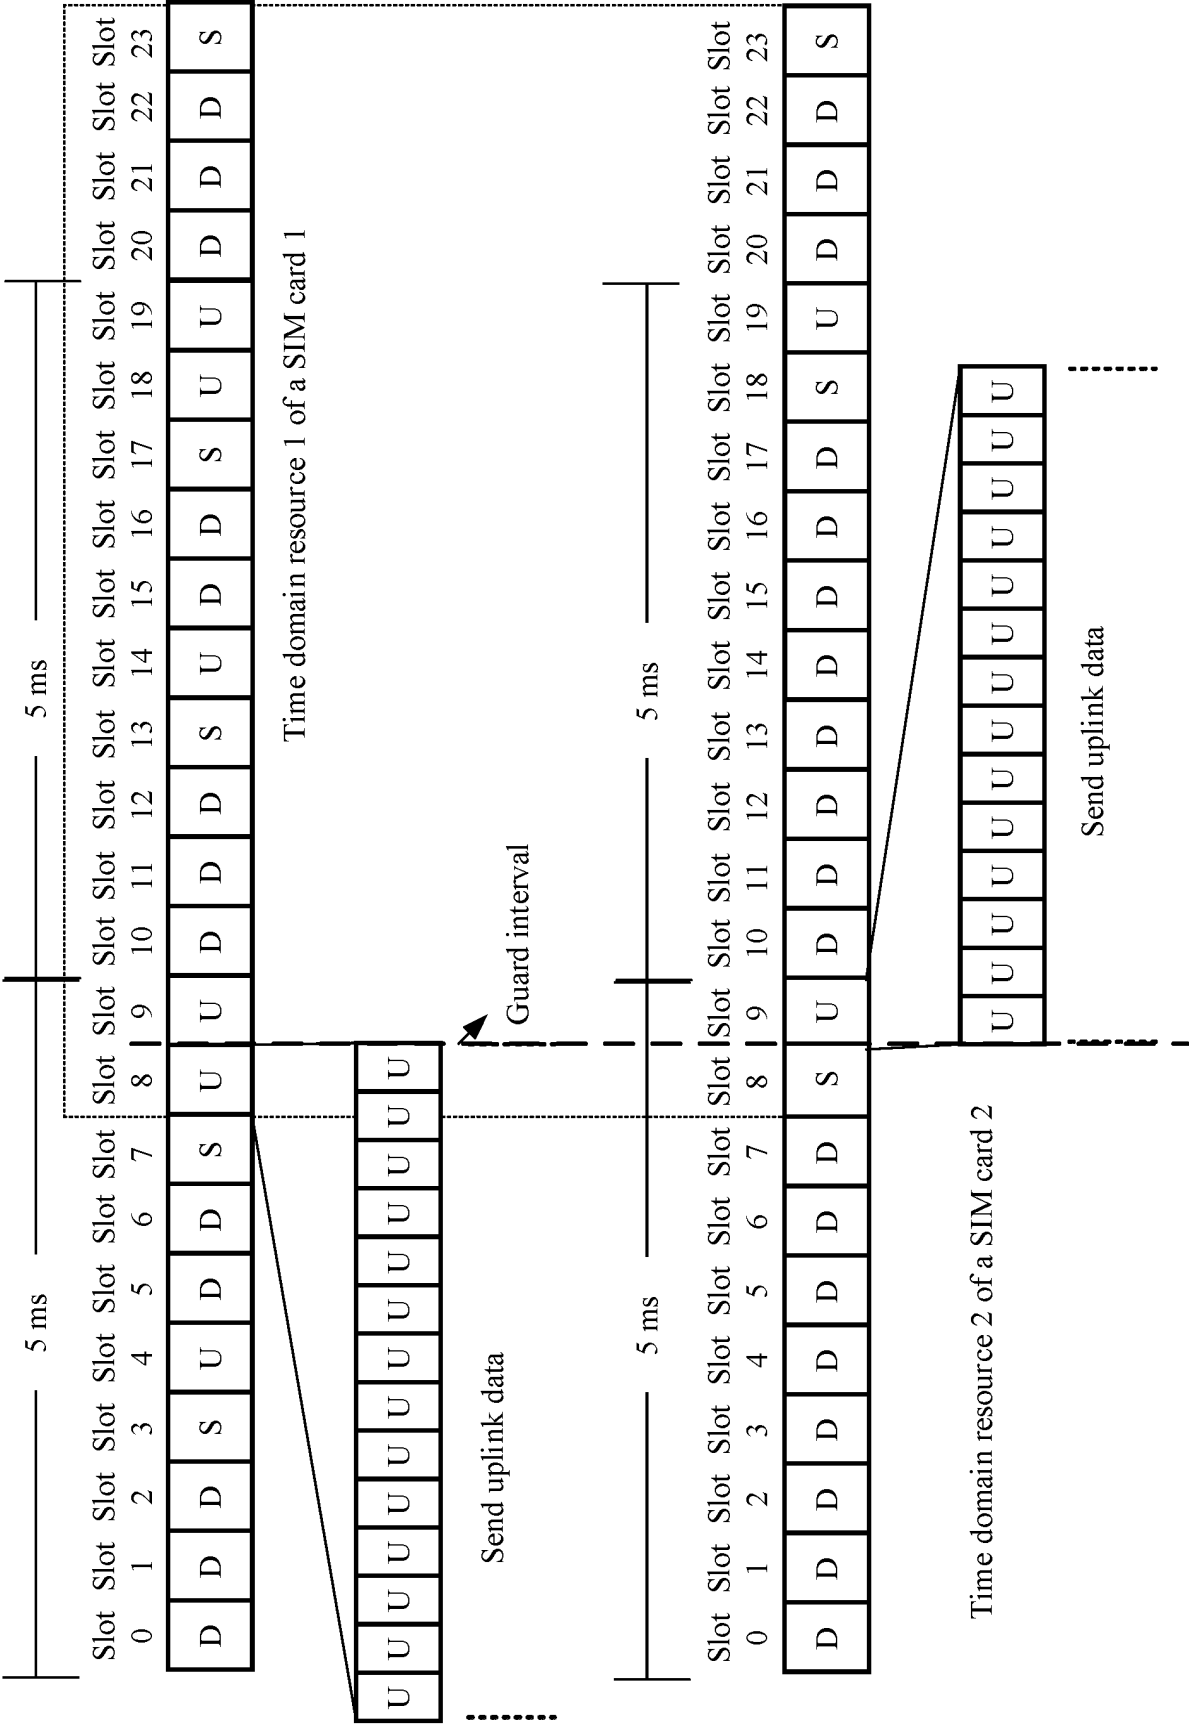 5 ms 5 ms
Slot Slot Slot Slot Slot Slot Slot Slot Slot Slot Slot Slot Slot Slot Slot Slot Slot Slot Slot Slot Slot Slot Slot Slot
0 1 2 3 4 5 6 7 8 9 10 11 12 13 14 15 16 17 18 19 20 21 22 23
D D D S U D D S U U D D D S U D D S U U D D D S
Time domain resource 1 of a SIM card 1
U U U U U U U U U U U U U U
Send uplink data
Guard interval
5 ms 5 ms
Slot Slot Slot Slot Slot Slot Slot Slot Slot Slot Slot Slot Slot Slot Slot Slot Slot Slot Slot Slot Slot Slot Slot Slot
0 1 2 3 4 5 6 7 8 9 10 11 12 13 14 15 16 17 18 19 20 21 22 23
D D D D D D D D S U D D D D D D D D S U D D D S
U U U U U U U U U U U U U U
Time domain resource 2 of a SIM card 2
Send uplink data